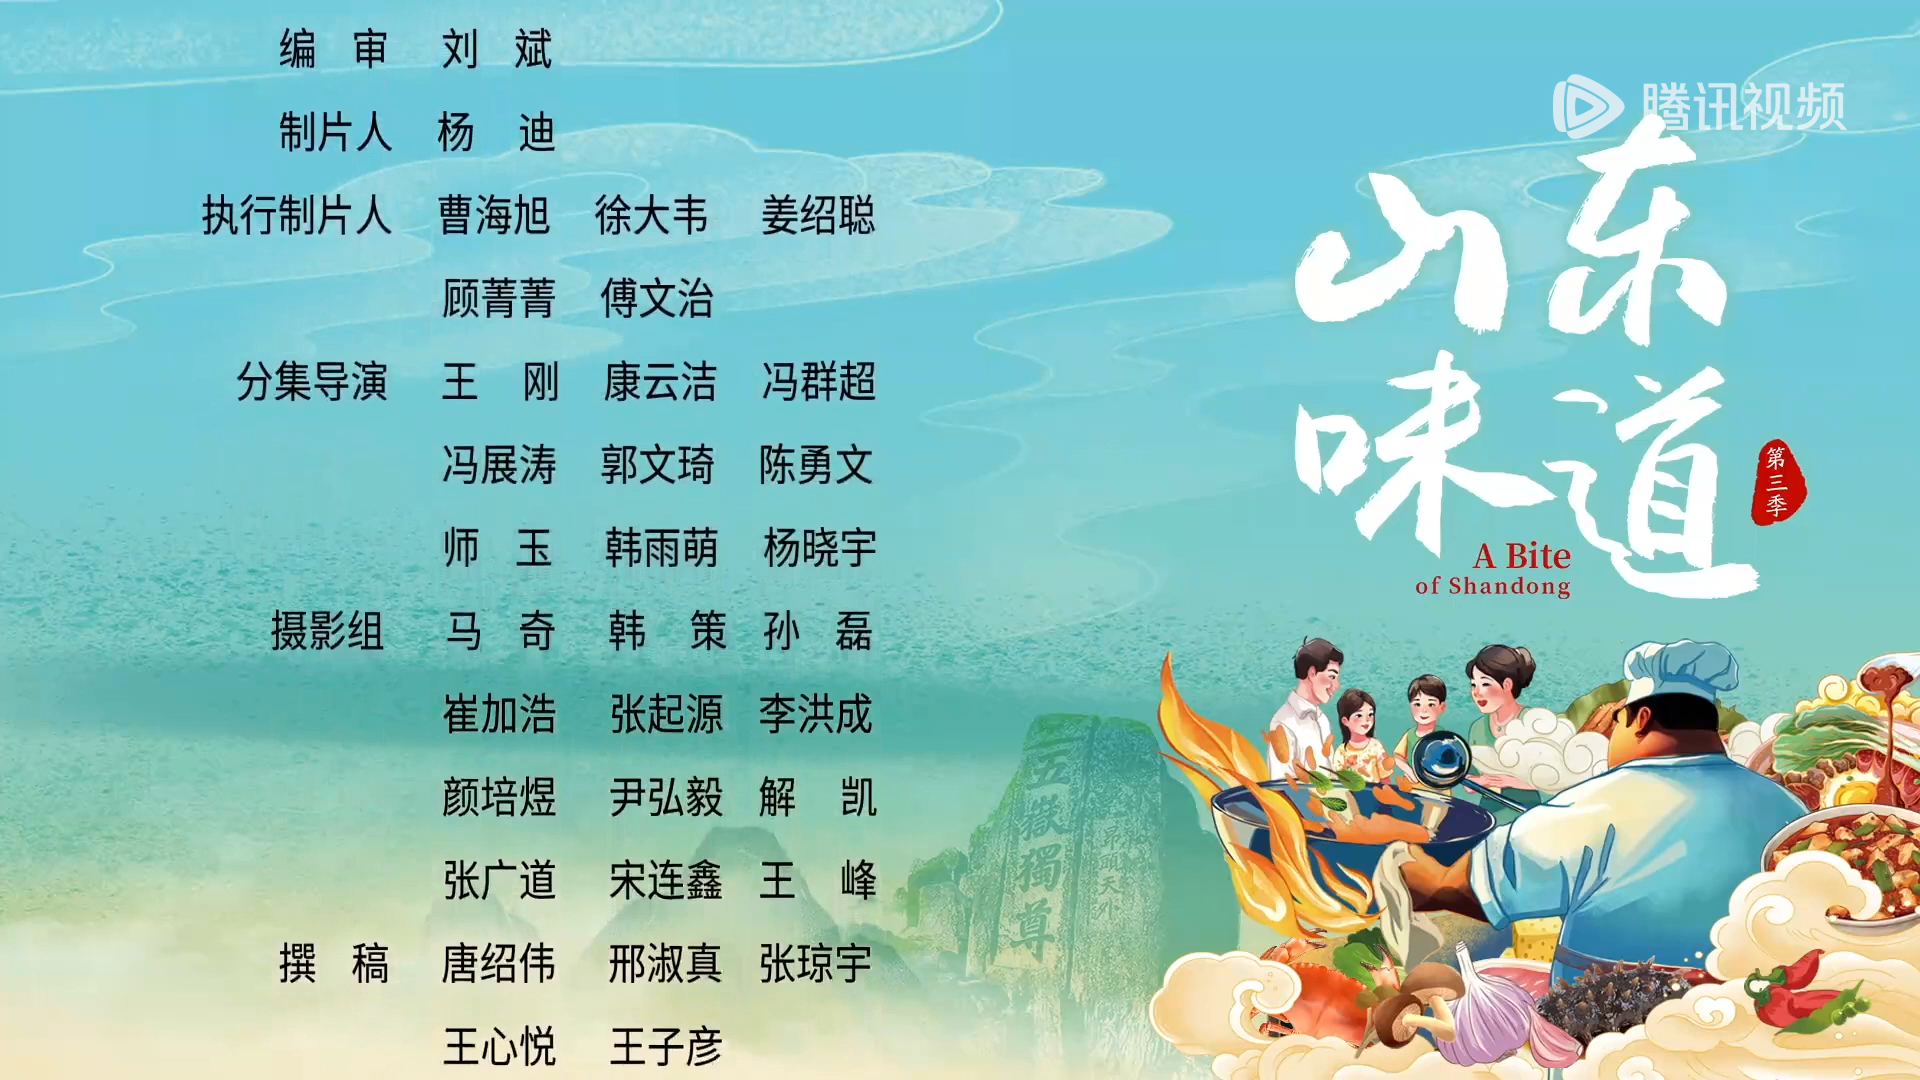 编 审 刘 斌
制片人 杨 迪
执行制片人 曹海旭 徐大韦 姜绍聪
顾菁菁 傅文治
分集导演 王 刚 康云洁 冯群超
冯展涛 郭文琦 陈勇文
师 玉 韩雨萌 杨晓宇
摄影组 马 奇 韩 策 孙 磊
崔加浩 张起源 李洪成
颜培煜 尹弘毅 解 凯
张广道 宋连鑫 王 峰
撰 稿 唐绍伟 邢淑真 张琼宇
王心悦 王子彦
腾讯视频
山东
味道
第三季
A Bite
of Shandong
五嶽獨尊
昂頭天外